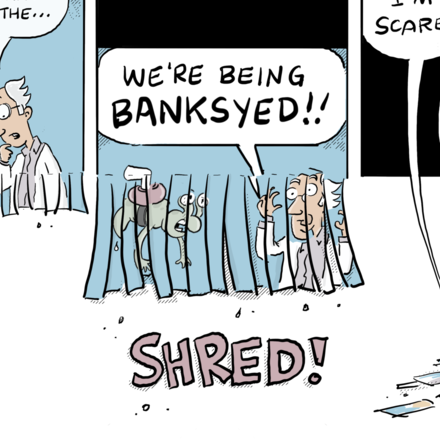 THE...
WE'RE BEING
BANKSYED!!
I'M
SCARE
SHRED!